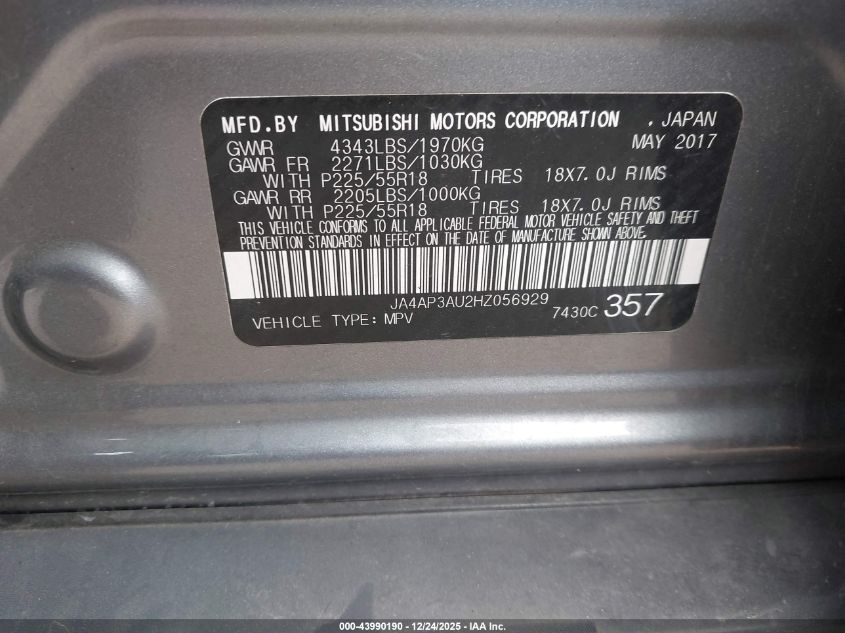 MFD.BY MITSUBISHI MOTORS CORPORATION , JAPAN
GVWR 4343LBS/1970KG MAY 2017
GAWR FR 2271LBS/1030KG
WITH P225/55R18 TIRES 18X7.0J RIMS
GAWR RR 2205LBS/1000KG
WITH P225/55R18 TIRES 18X7.0J RIMS
THIS VEHICLE CONFORMS TO ALL APPLICABLE FEDERAL MOTOR VEHICLE SAFETY AND THEFT
PREVENTION STANDARDS IN EFFECT ON THE DATE OF MANUFACTURE SHOWN ABOVE.
JA4AP3AU2HZ056929
VEHICLE TYPE: MPV 7430C 357
000-43990190 - 12/24/2025 - IAA Inc.